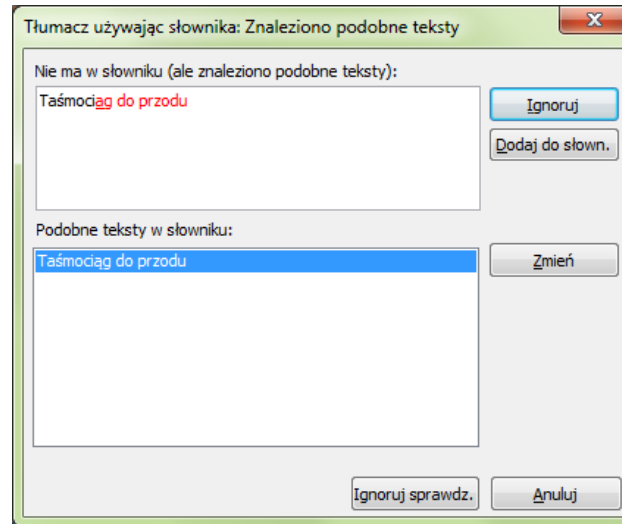 Tłumacz używając słownika: Znaleziono podobne teksty
Nie ma w słowniku (ale znaleziono podobne teksty):
Taśmociag do przodu
Ignoruj
Dodaj do słown.
Podobne teksty w słowniku:
Taśmociąg do przodu
Zmień
Ignoruj sprawdz.
Anuluj